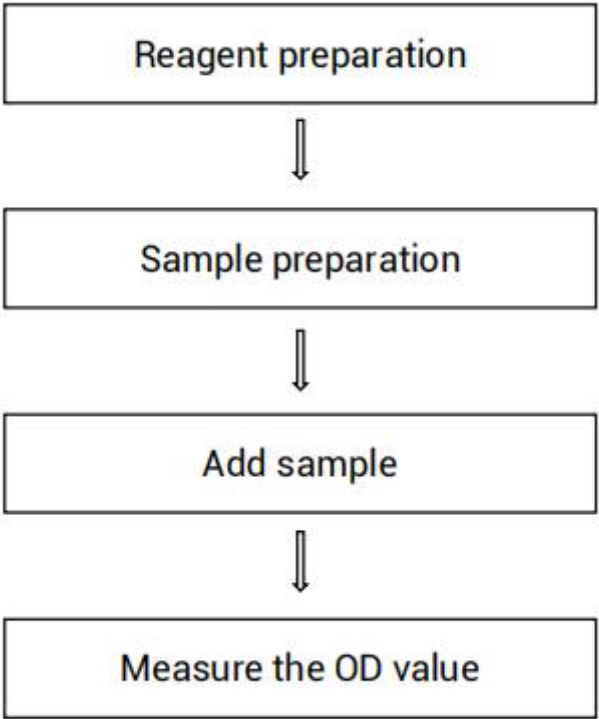 Reagent preparation
Sample preparation
Add sample
Measure the OD value